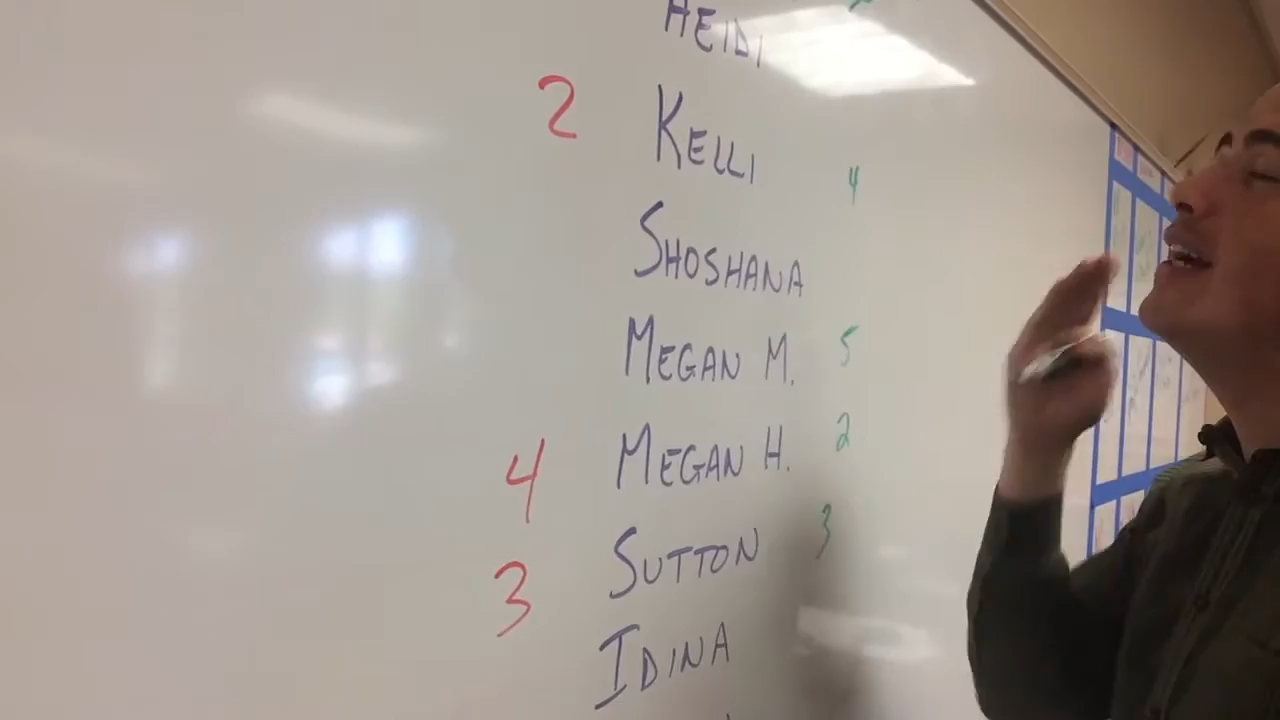 HEIDI
2 KELLI 4
SHOSHANA
MEGAN M. 5
4 MEGAN H. 2
3 SUTTON 3
IDINA